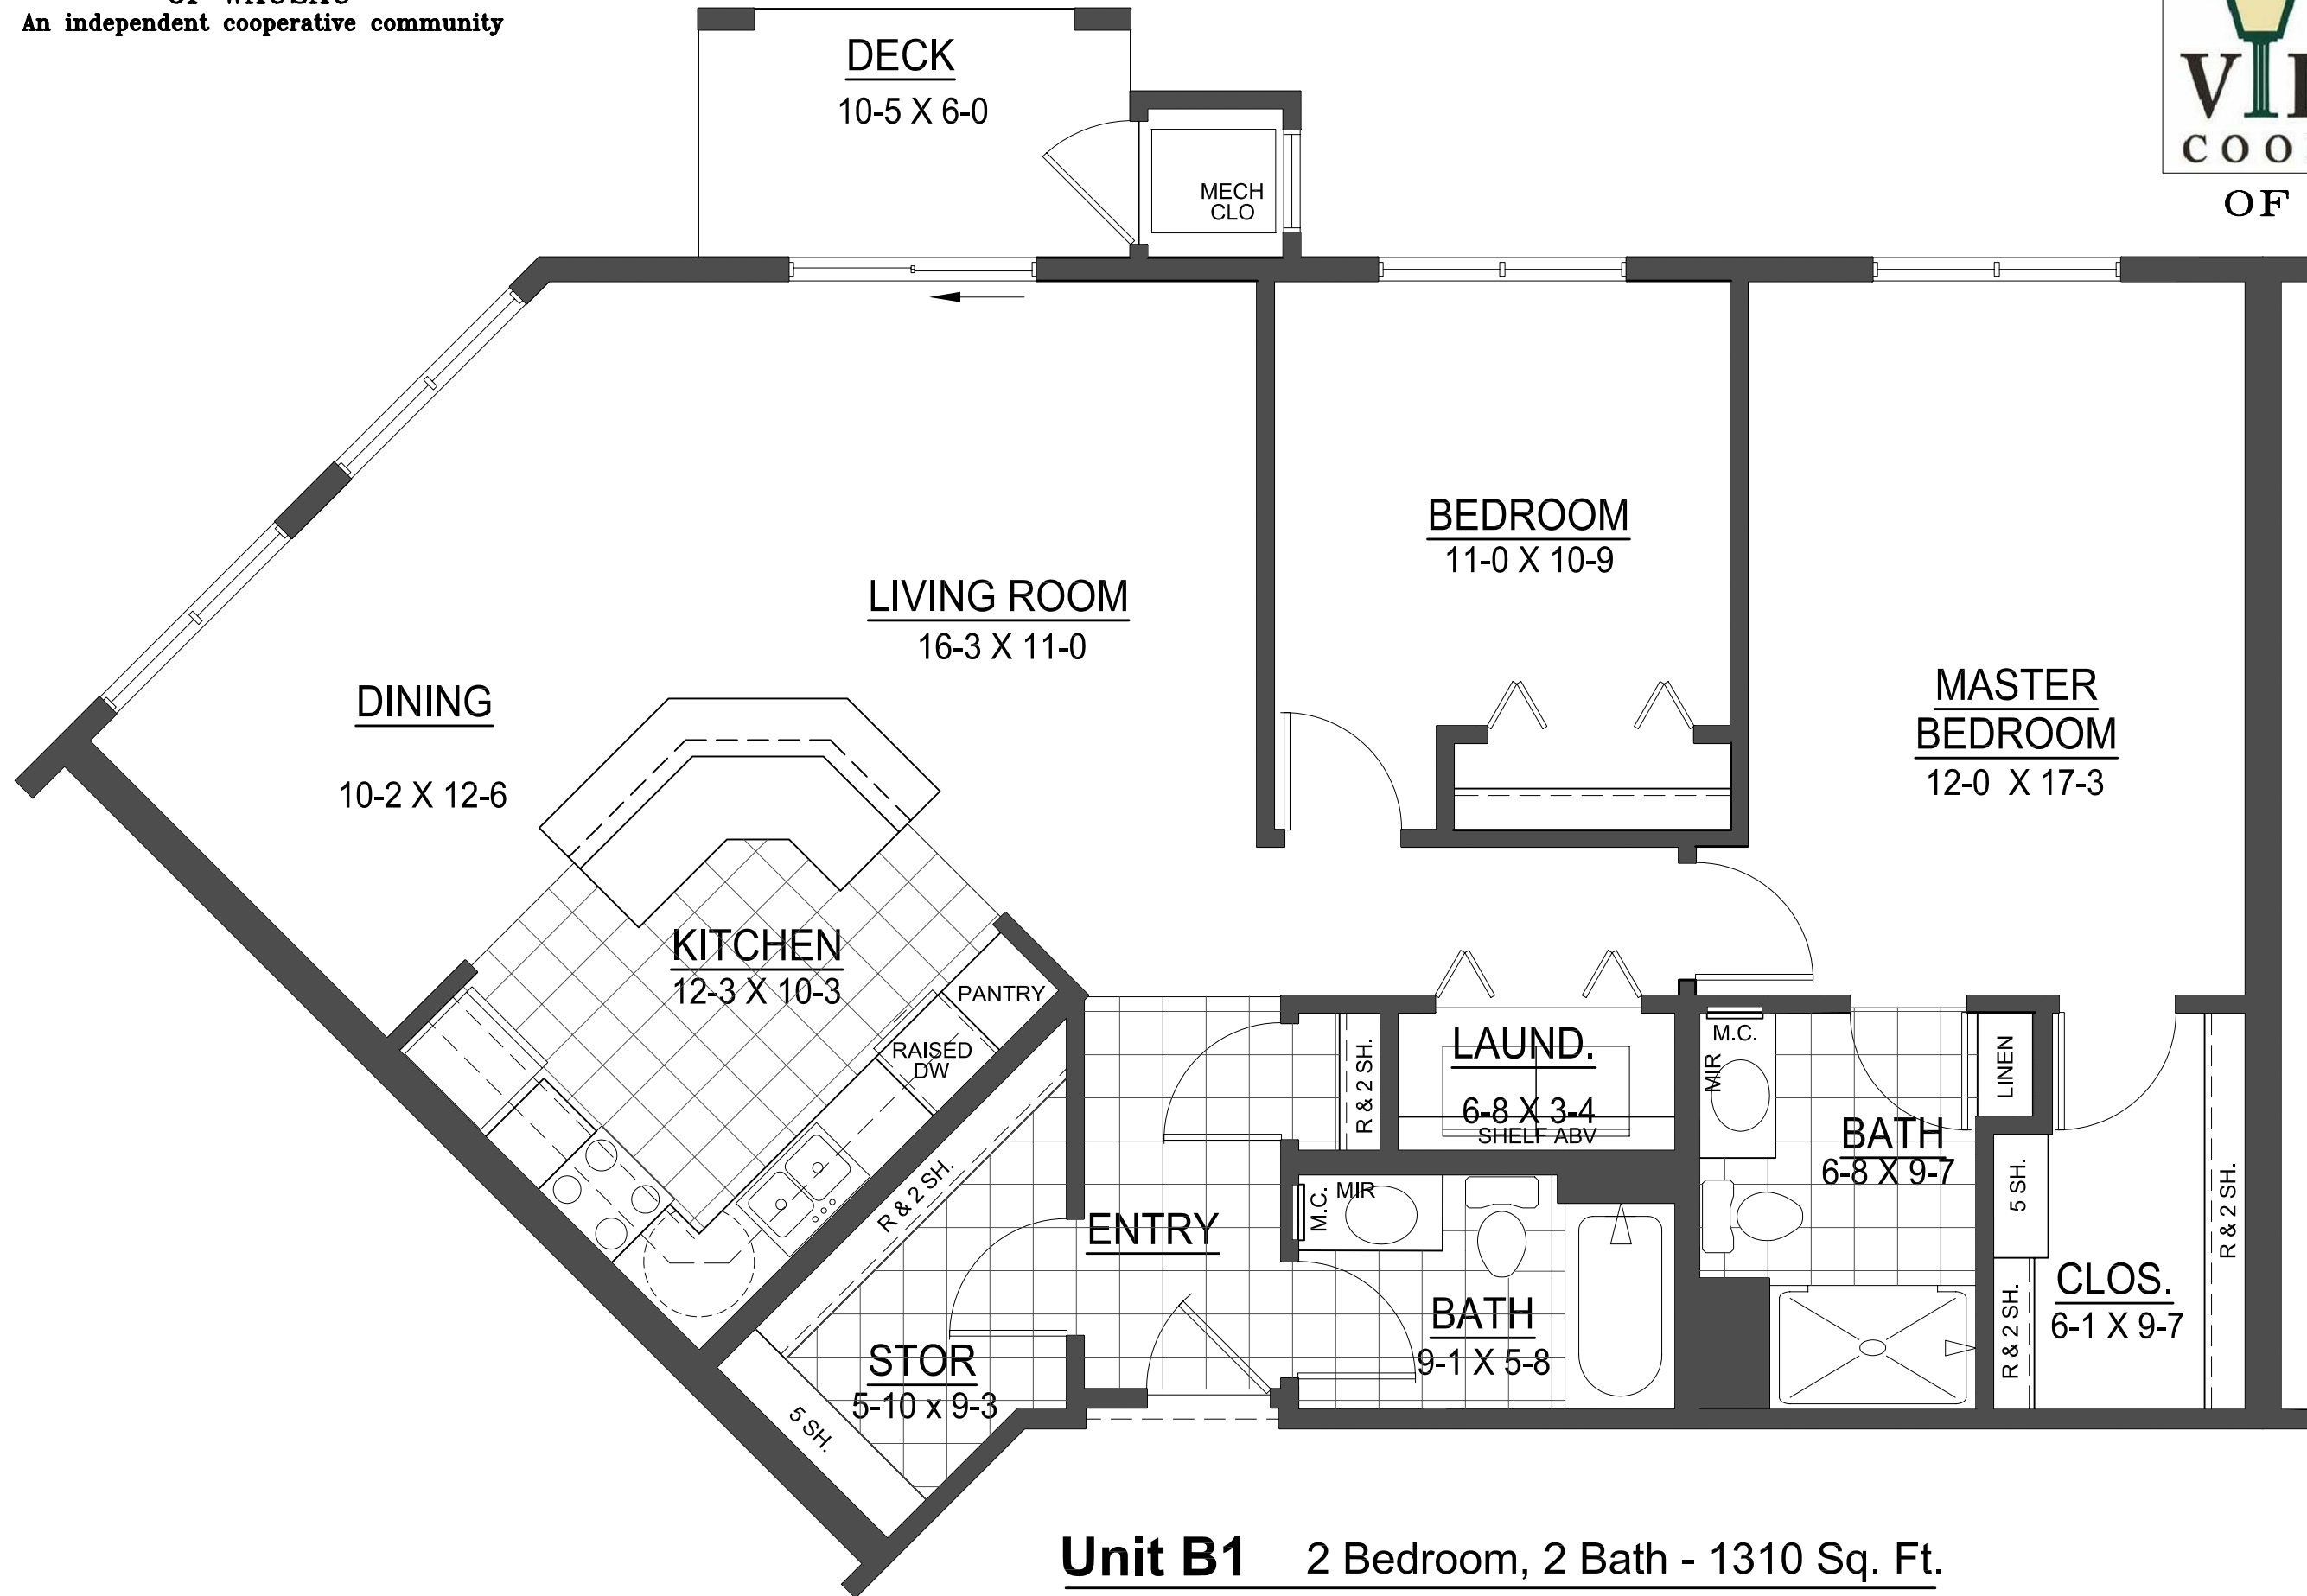 An independent cooperative community
COO
OF
DECK
10-5 X 6-0
MECH
CLO
BEDROOM
11-0 X 10-9
LIVING ROOM
16-3 X 11-0
MASTER
BEDROOM
12-0 X 17-3
DINING
10-2 X 12-6
KITCHEN
12-3 X 10-3
PANTRY
RAISED
DW
R & 2 SH.
LAUND.
6-8 X 3-4
SHELF ABV
M.C.
MIR
LINEN
BATH
6-8 X 9-7
R & 2 SH.
ENTRY
M.C.
MIR
5 SH.
R & 2 SH.
CLOS.
6-1 X 9-7
R & 2 SH.
BATH
9-1 X 5-8
STOR
5-10 x 9-3
5 SH.
Unit B1 2 Bedroom, 2 Bath - 1310 Sq. Ft.